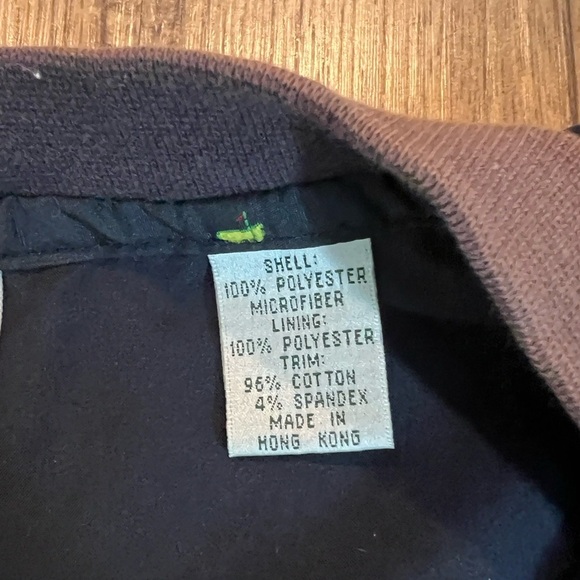 SHELL:
100% POLYESTER
MICROFIBER
LINING:
100% POLYESTER
TRIM:
96% COTTON
4% SPANDEX
MADE IN
HONG KONG